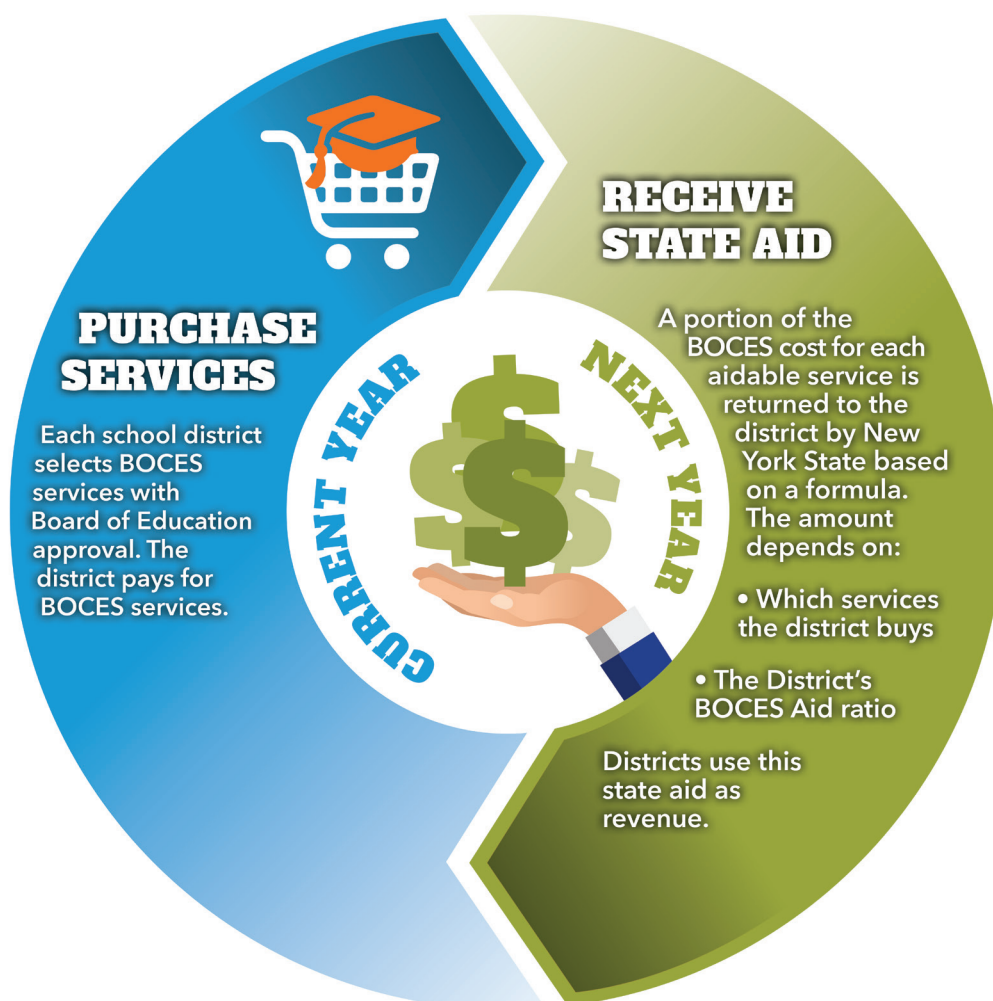 PURCHASE
SERVICES
Each school district
selects BOCES
services with
Board of Education
approval. The
district pays for
BOCES services.
CURRENT YEAR
NEXT YEAR
RECEIVE
STATE AID
A portion of the
BOCES cost for each
aidable service is
returned to the
district by New
York State based
on a formula.
The amount
depends on:
• Which services
the district buys
• The District’s
BOCES Aid ratio
Districts use this
state aid as
revenue.